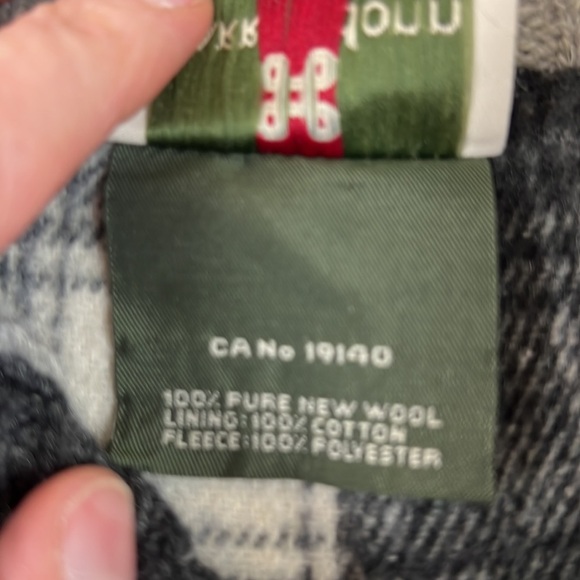 CA No 19140
100% PURE NEW WOOL
LINING: 100% COTTON
FLEECE: 100% POLYESTER